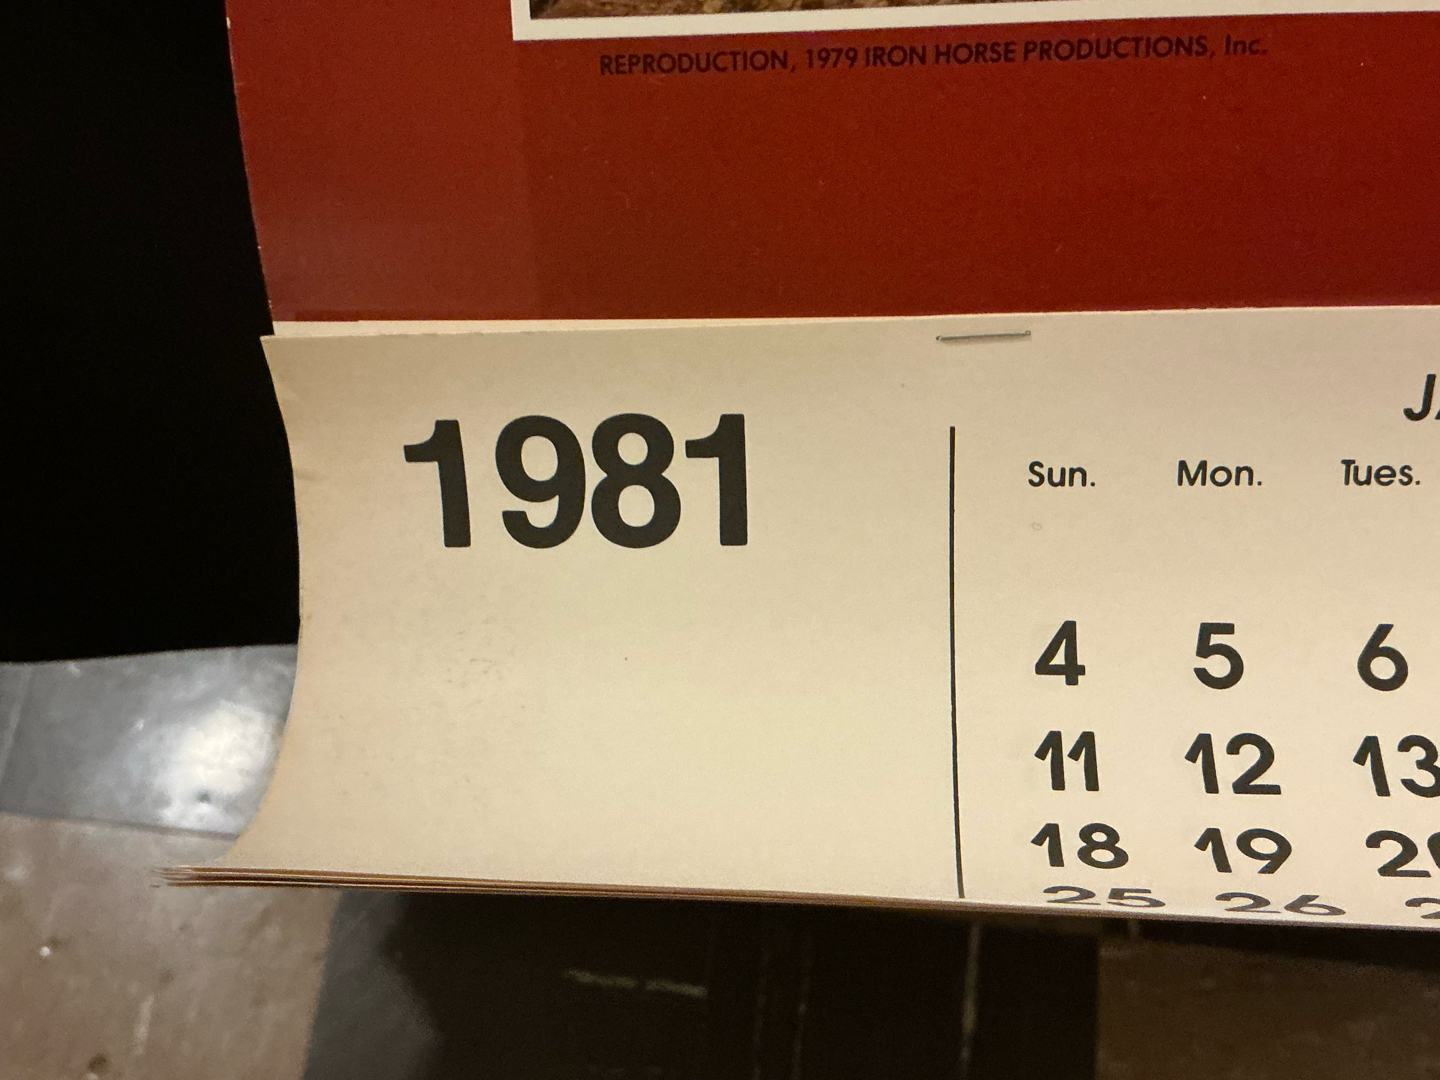 REPRODUCTION, 1979 IRON HORSE PRODUCTIONS, Inc.
1981
Sun. Mon. Tues.
4 5 6
11 12 13
18 19
25 26